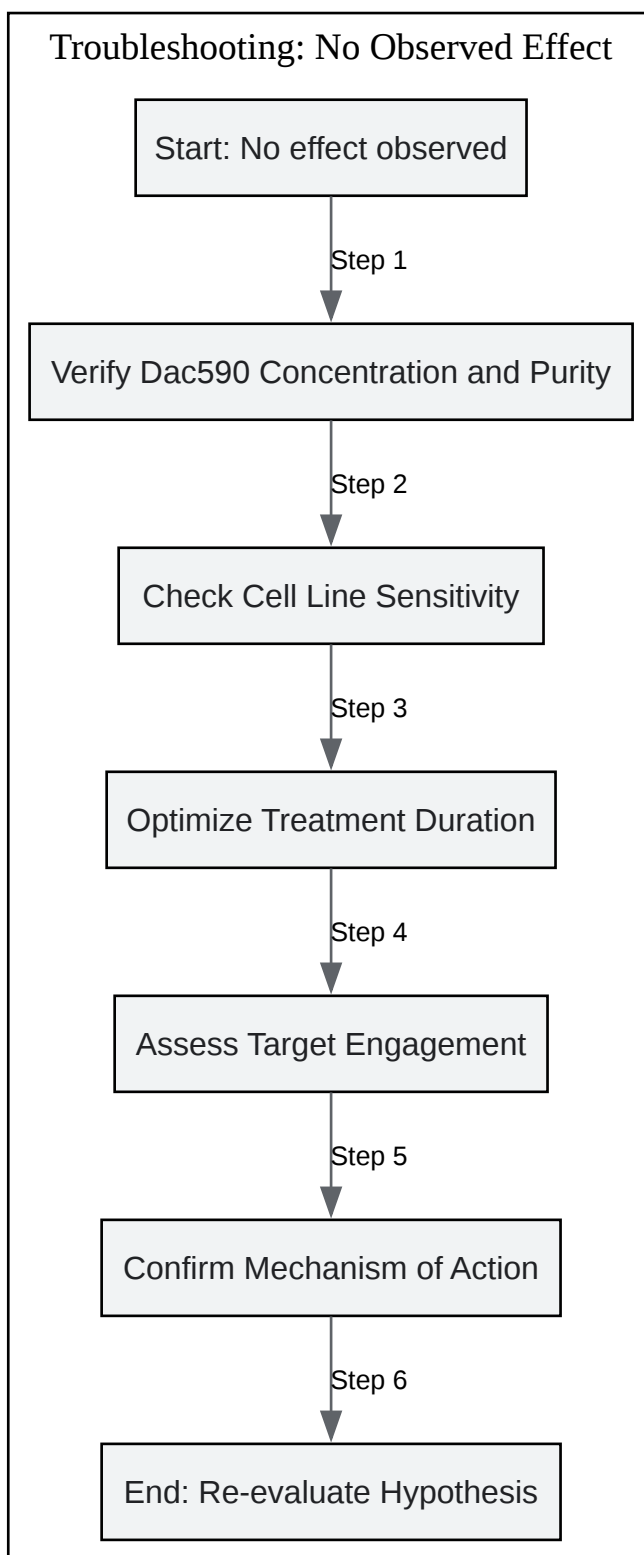 Troubleshooting: No Observed Effect
Start: No effect observed
Step 1
Verify Dac590 Concentration and Purity
Step 2
Check Cell Line Sensitivity
Step 3
Optimize Treatment Duration
Step 4
Assess Target Engagement
Step 5
Confirm Mechanism of Action
Step 6
End: Re-evaluate Hypothesis